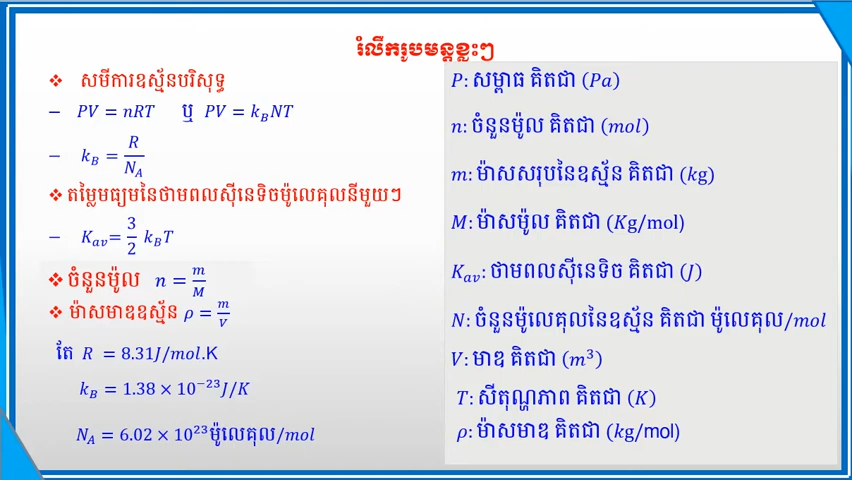 រំលឹករូបមន្តខ្លះៗ
❖ សមីការឧស្ម័នបរិសុទ្ធ
− PV = nRT ឬ PV = k_BNT
− k_B = R/N_A
❖ តម្លៃមធ្យមនៃថាមពលស៊ីនេទិចម៉ូលេគុលនីមួយៗ
− K_av= 3/2 k_BT
❖ ចំនួនម៉ូល n = m/M
❖ ម៉ាសមាឌឧស្ម័ន ρ = m/V
តែ R = 8.31J/mol.K
k_B = 1.38 × 10⁻²³J/K
N_A = 6.02 × 10²³ម៉ូលេគុល/mol
P: សម្ពាធ គិតជា (Pa)
n: ចំនួនម៉ូល គិតជា (mol)
m: ម៉ាសសរុបនៃឧស្ម័ន គិតជា (kg)
M: ម៉ាសម៉ូល គិតជា (Kg/mol)
K_av: ថាមពលស៊ីនេទិច គិតជា (J)
N: ចំនួនម៉ូលេគុលនៃឧស្ម័ន គិតជា ម៉ូលេគុល/mol
V: មាឌ គិតជា (m³)
T: សីតុណ្ហភាព គិតជា (K)
ρ: ម៉ាសមាឌ គិតជា (kg/mol)